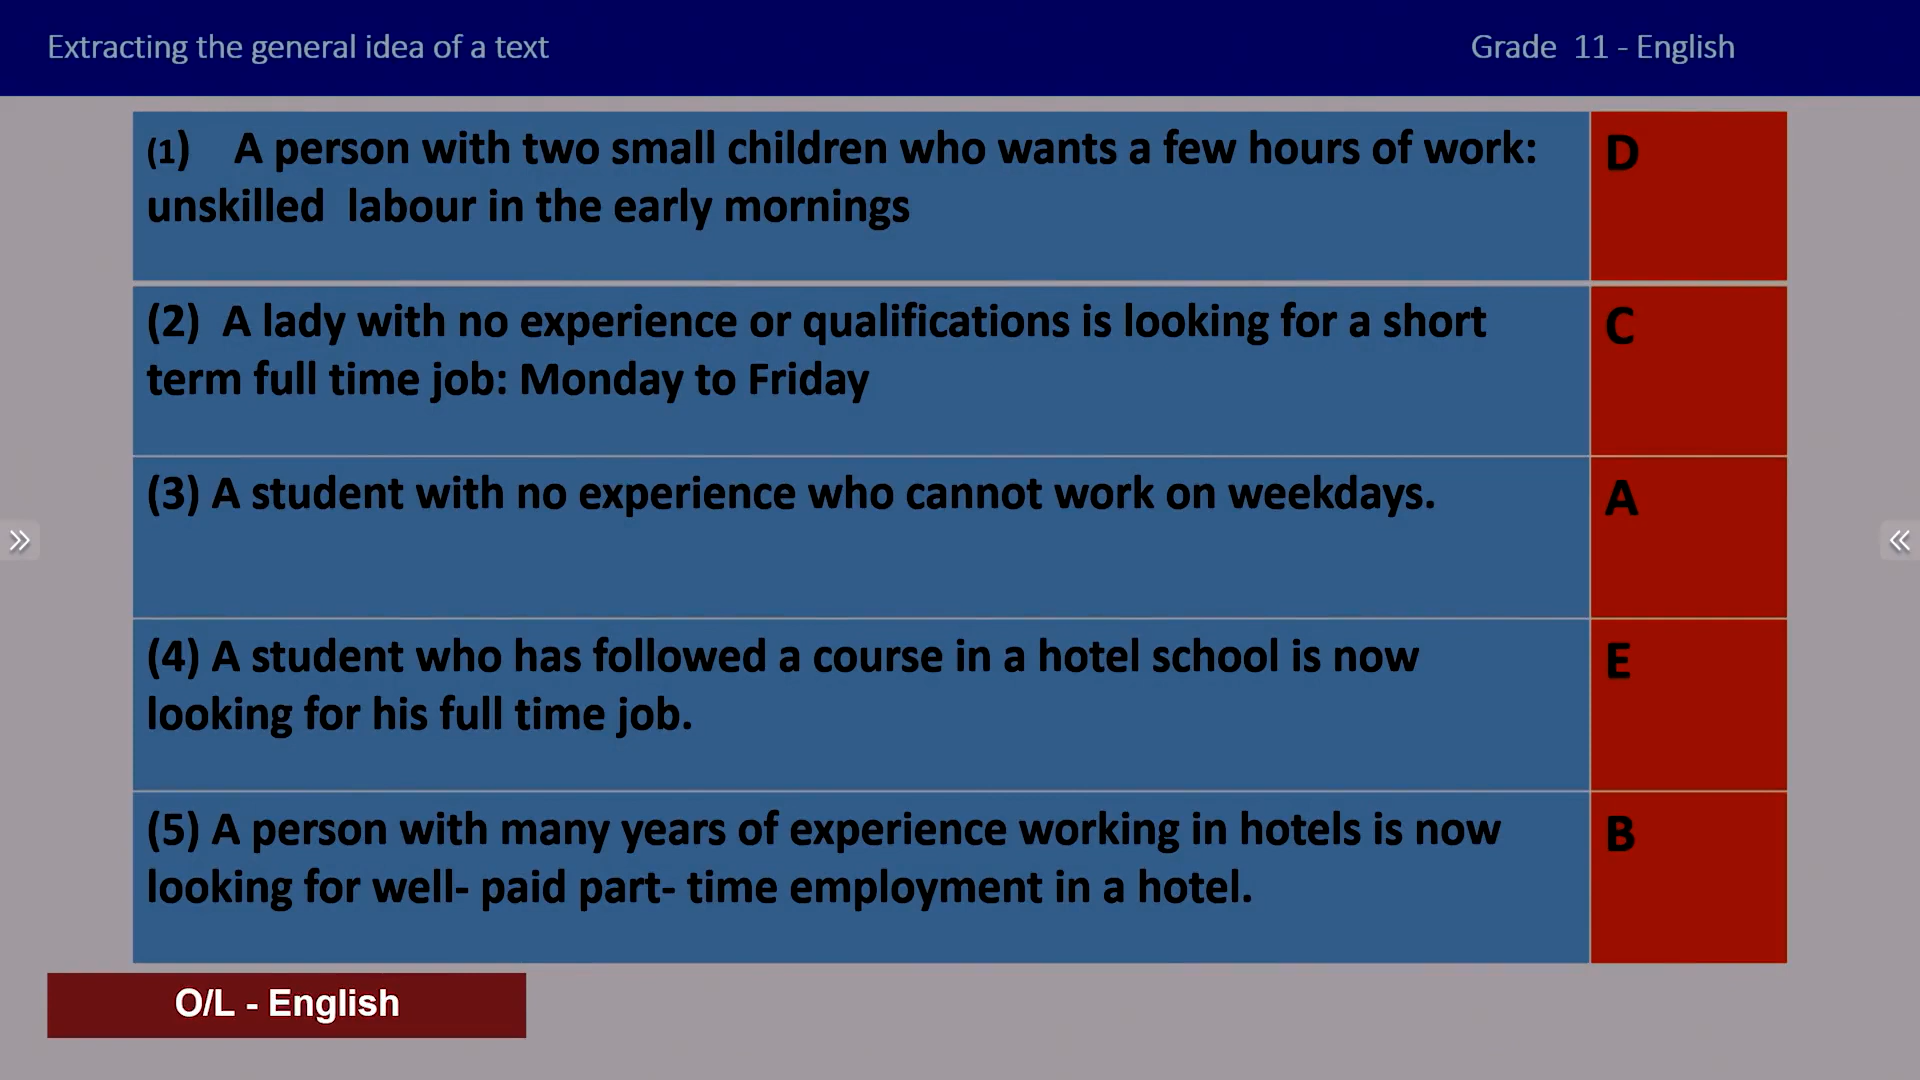 Extracting the general idea of a text
Grade 11 - English
(1) A person with two small children who wants a few hours of work:
unskilled labour in the early mornings
D
(2) A lady with no experience or qualifications is looking for a short
term full time job: Monday to Friday
C
(3) A student with no experience who cannot work on weekdays.
A
(4) A student who has followed a course in a hotel school is now
looking for his full time job.
E
(5) A person with many years of experience working in hotels is now
looking for well- paid part- time employment in a hotel.
B
O/L - English